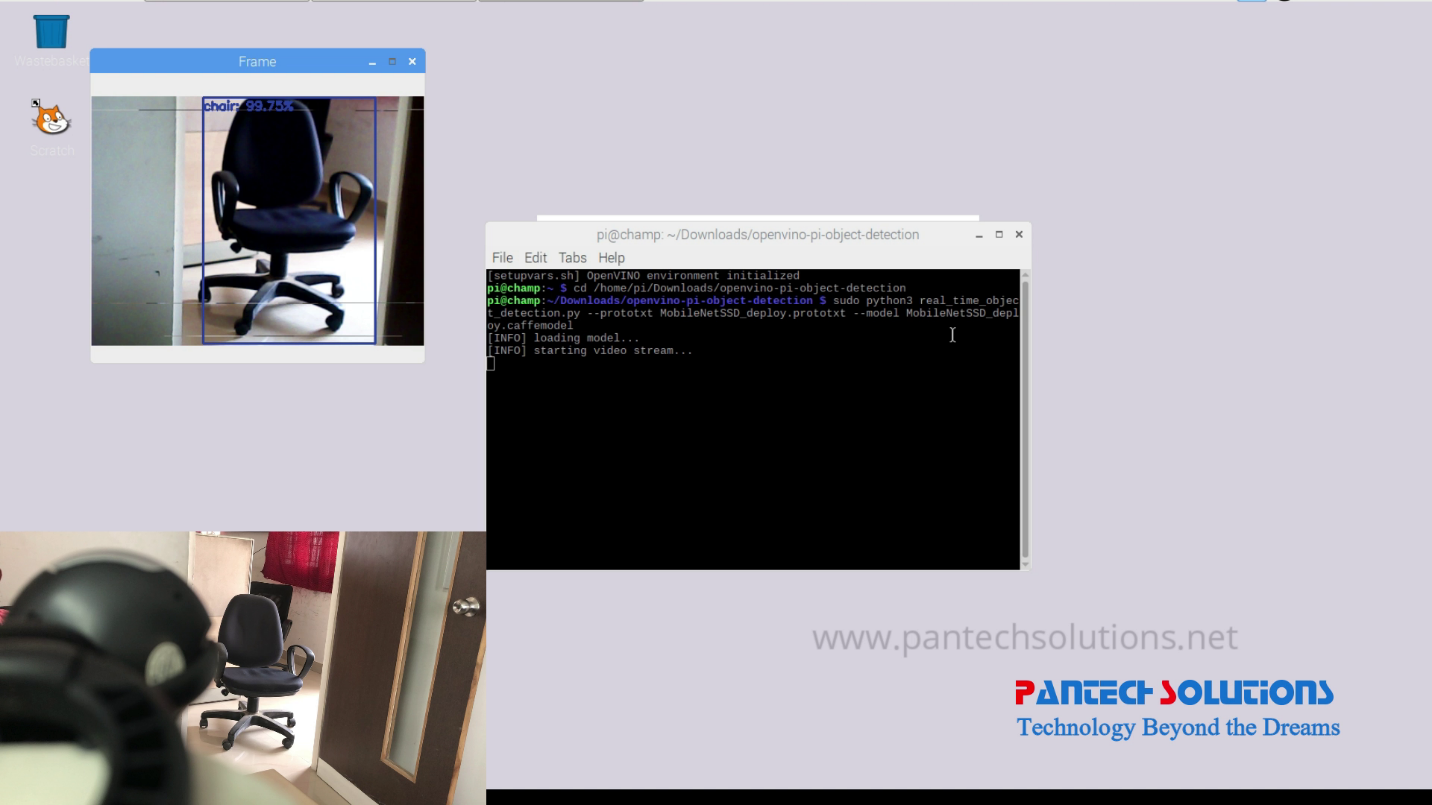 Wastebasket
Scratch
Frame
chair: 99.75%
pi@champ: ~/Downloads/openvino-pi-object-detection
File Edit Tabs Help
[setupvars.sh] OpenVINO environment initialized
pi@champ:~ $ cd /home/pi/Downloads/openvino-pi-object-detection
pi@champ:~/Downloads/openvino-pi-object-detection $ sudo python3 real_time_objec
t_detection.py --prototxt MobileNetSSD_deploy.prototxt --model MobileNetSSD_depl
oy.caffemodel
[INFO] loading model...
[INFO] starting video stream...
www.pantechsolutions.net
PANTECH SOLUTIONS
Technology Beyond the Dreams